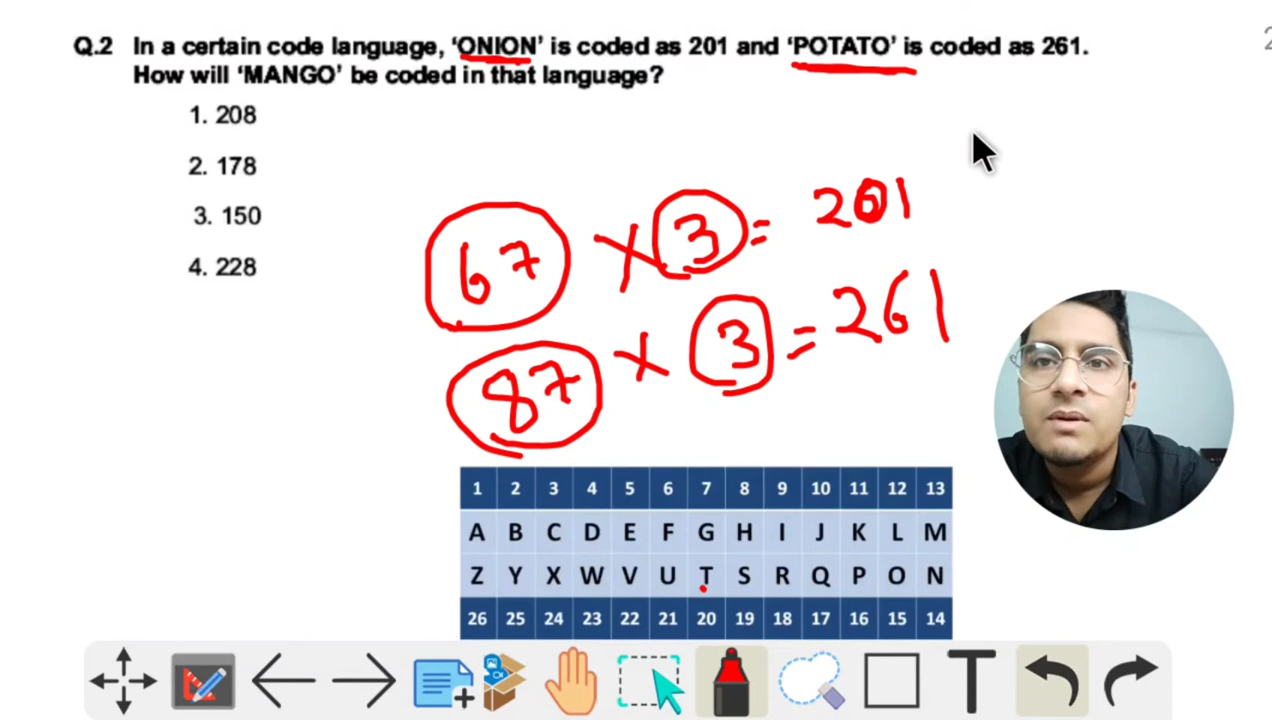 Q.2 In a certain code language, ‘ONION’ is coded as 201 and ‘POTATO’ is coded as 261.
How will ‘MANGO’ be coded in that language?
1. 208
2. 178
3. 150
4. 228
67 × 3 = 201
87 × 3 = 261
1 2 3 4 5 6 7 8 9 10 11 12 13
A B C D E F G H I J K L M
Z Y X W V U T S R Q P O N
26 25 24 23 22 21 20 19 18 17 16 15 14
T